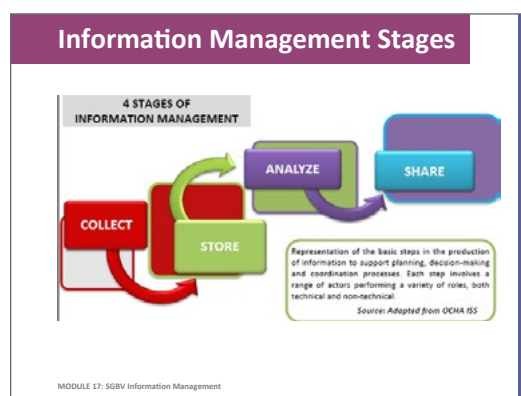 Information Management Stages
4 STAGES OF
INFORMATION MANAGEMENT
COLLECT
STORE
ANALYZE
SHARE
Representation of the basic steps in the production
of information to support planning, decision-making
and coordination processes. Each step involves a
range of actors performing a variety of roles, both
technical and non-technical.
Source: Adapted from OCHA ISS
MODULE 17: SGBV Information Management